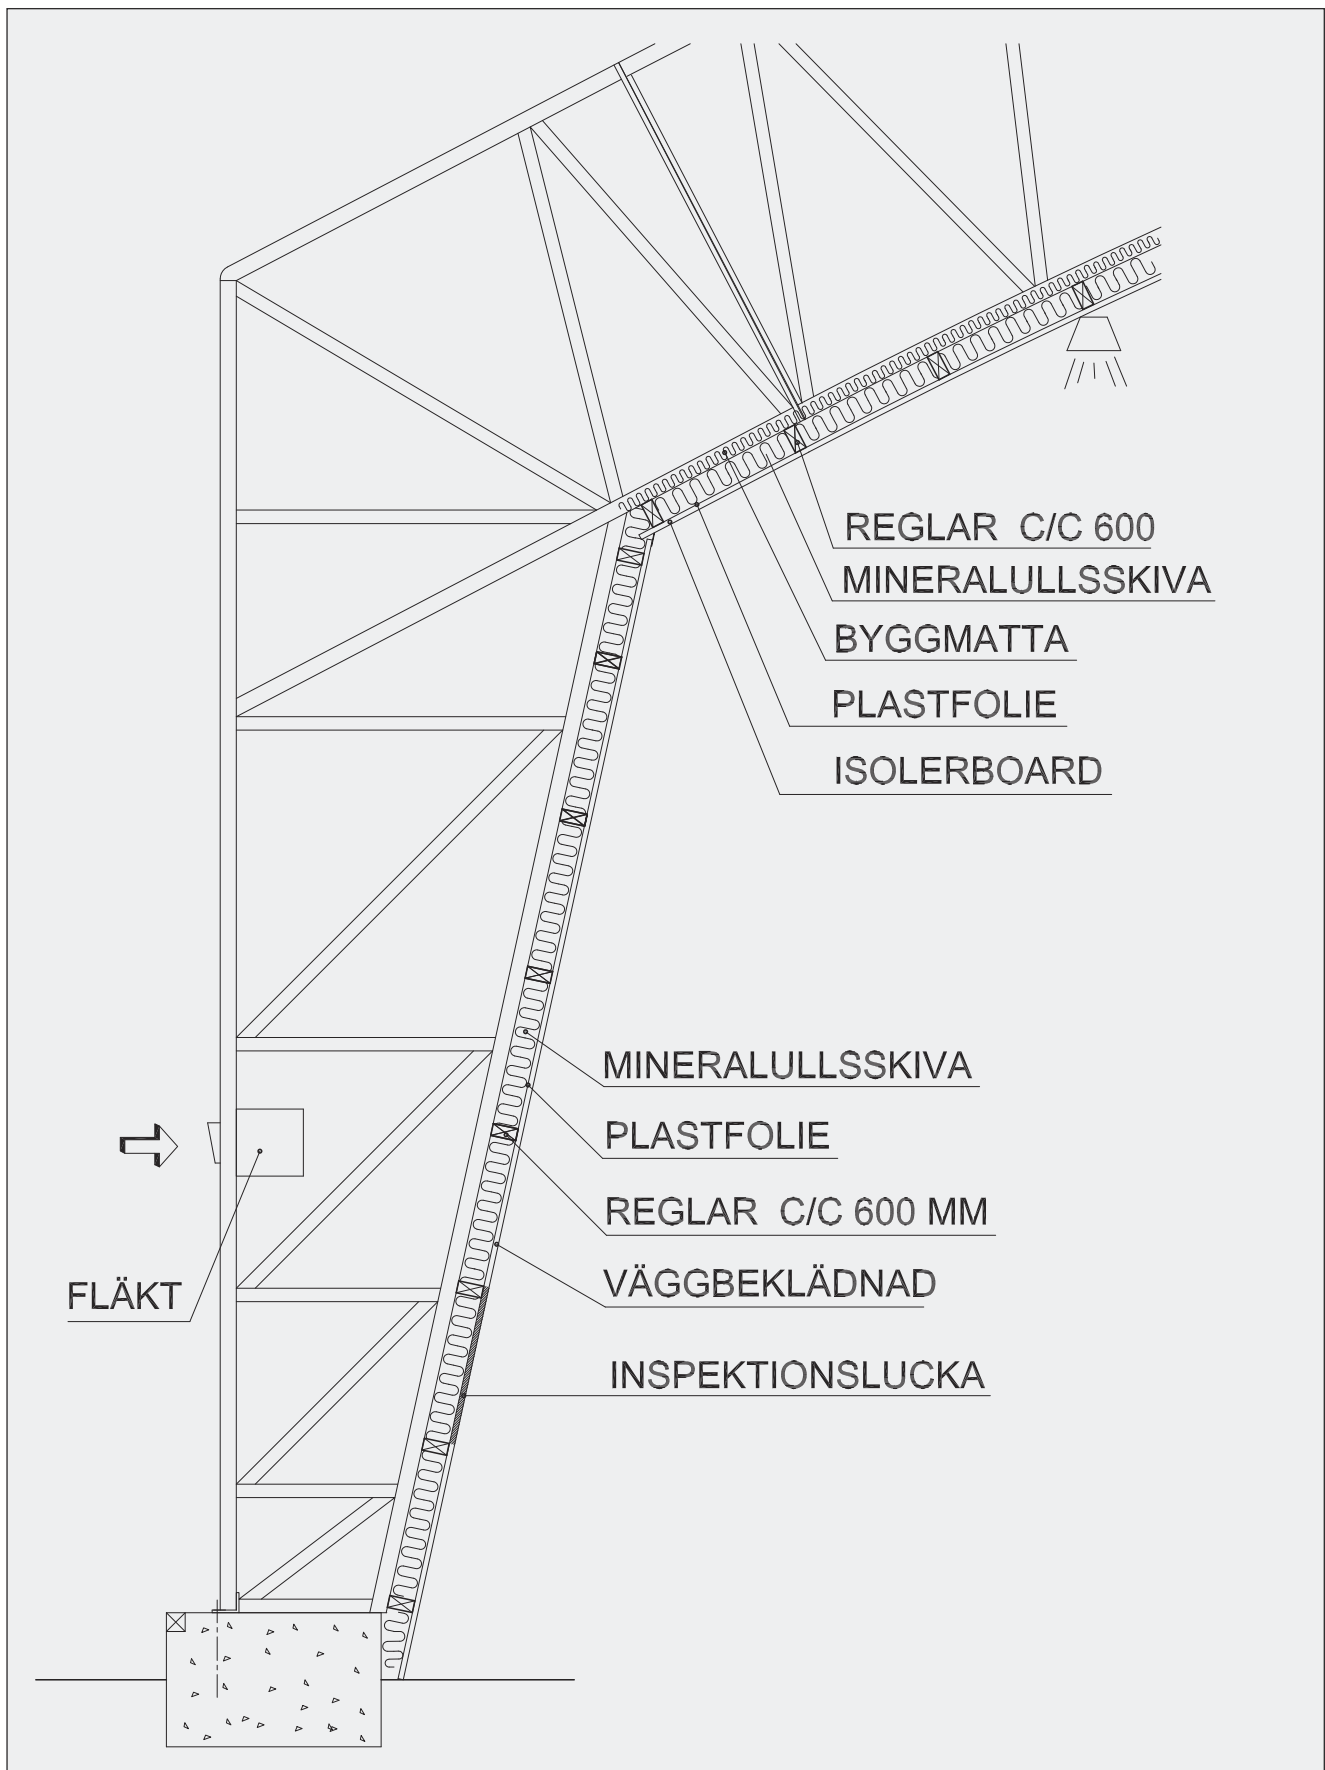 REGLAR C/C 600
MINERALULLSSKIVA
BYGGMATTA
PLASTFOLIE
ISOLERBOARD
MINERALULLSSKIVA
PLASTFOLIE
REGLAR C/C 600 MM
VÄGGBEKLÄDNAD
FLÄKT
INSPEKTIONSLUCKA